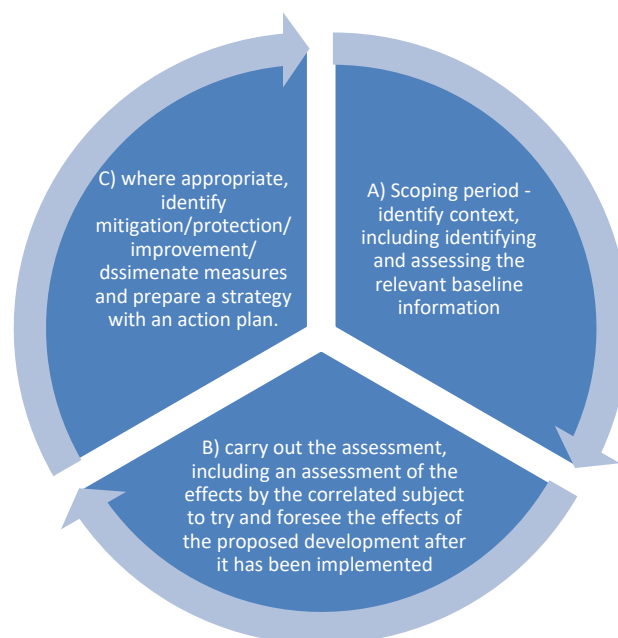 A) Scoping period -
identify context,
including identifying
and assessing the
relevant baseline
information
B) carry out the assessment,
including an assessment of the
effects by the correlated subject
to try and foresee the effects of
the proposed development after
it has been implemented
C) where appropriate,
identify
mitigation/protection/
improvement/
dssimenate measures
and prepare a strategy
with an action plan.